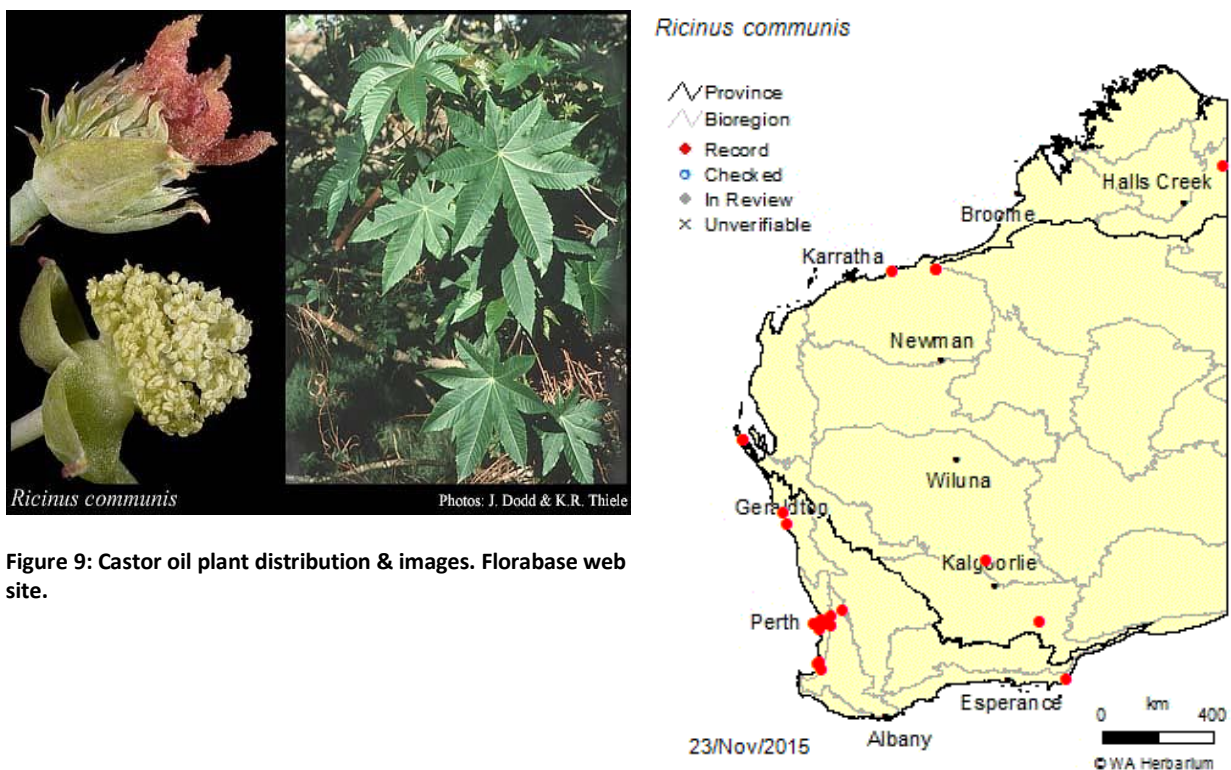 Ricinus communis
Photos: J. Dodd & K.R. Thiele
Figure 9: Castor oil plant distribution & images. Florabase web
site.
Ricinus communis
Province
Bioregion
Record
Checked
In Review
Unverifiable
Halls Creek
Broome
Karratha
Newman
Wiluna
Geraldton
Kalgoorlie
Perth
Esperance
Albany
0 km 400
23/Nov/2015
© WA Herbarium